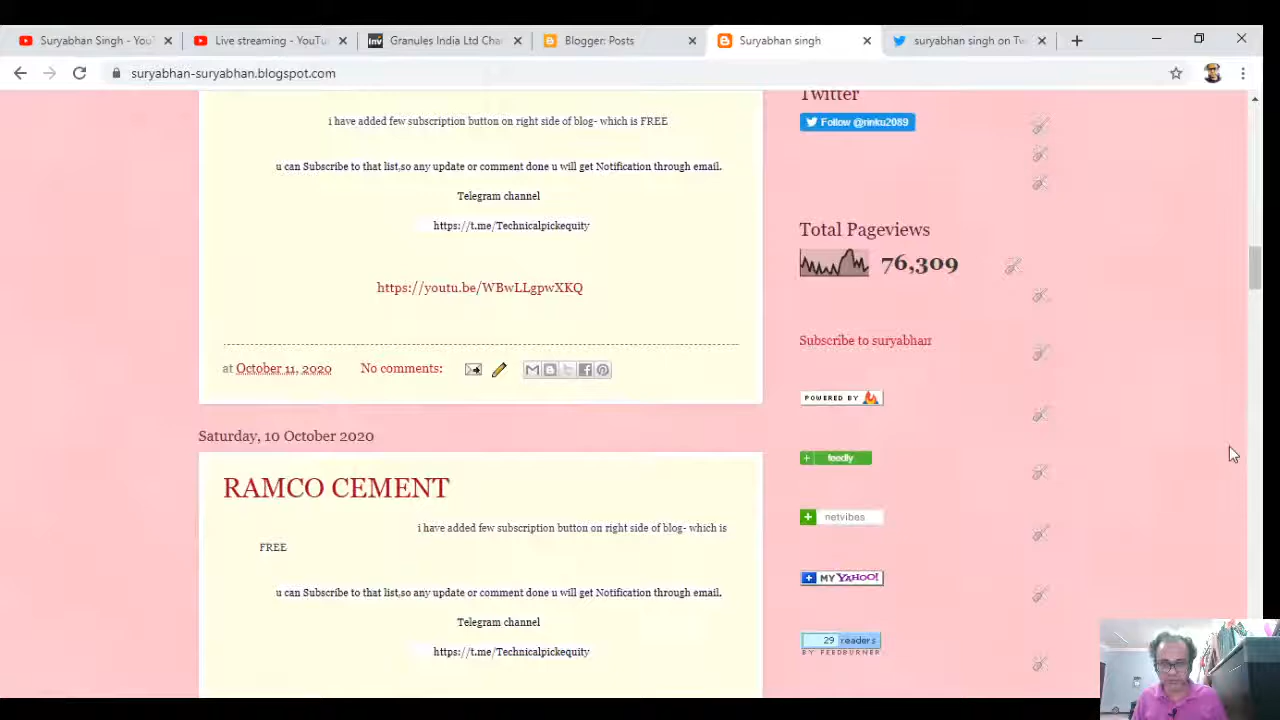 Suryabhan Singh - YouT
Live streaming - YouTu
Inv
Granules India Ltd Cha
Blogger: Posts
Suryabhan singh
suryabhan singh on Tw
suryabhan-suryabhan.blogspot.com
i have added few subscription button on right side of blog- which is FREE
u can Subscribe to that list,so any update or comment done u will get Notification through email.
Telegram channel
https://t.me/Technicalpickequity
https://youtu.be/WBwLLgpwXKQ
at October 11, 2020 No comments:
Saturday, 10 October 2020
RAMCO CEMENT
i have added few subscription button on right side of blog- which is
FREE
u can Subscribe to that list,so any update or comment done u will get Notification through email.
Telegram channel
https://t.me/Technicalpickequity
Twitter
Follow @rinku2089
Total Pageviews
76,309
Subscribe to suryabhan
POWERED BY
feedly
netvibes
MY YAHOO!
29 readers
BY FEEDBURNER